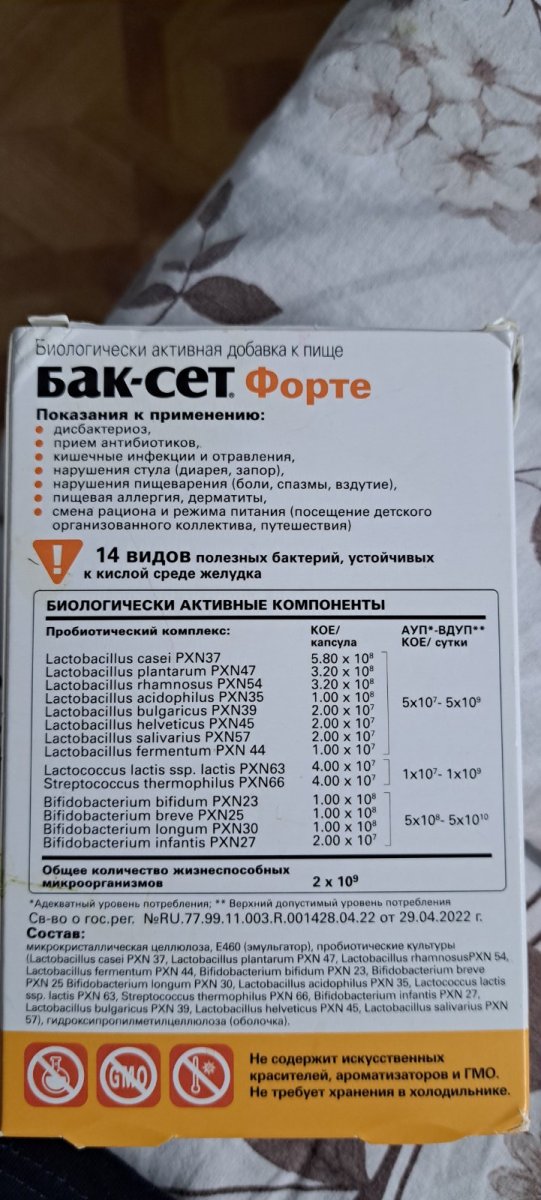 Биологически активная добавка к пище
Бак-сет® Форте
Показания к применению:
• дисбактериоз,
• прием антибиотиков,
• кишечные инфекции и отравления,
• нарушения стула (диарея, запор),
• нарушения пищеварения (боли, спазмы, вздутие),
• пищевая аллергия, дерматиты,
• смена рациона и режима питания (посещение детского
организованного коллектива, путешествия)
! 14 видов полезных бактерий, устойчивых
к кислой среде желудка
БИОЛОГИЧЕСКИ АКТИВНЫЕ КОМПОНЕНТЫ
Пробиотический комплекс: КОЕ/ капсула АУП*-ВДУП** КОЕ/ сутки
Lactobacillus casei PXN37 5.80 x 10⁸
Lactobacillus plantarum PXN47 3.20 x 10⁸
Lactobacillus rhamnosus PXN54 3.20 x 10⁸
Lactobacillus acidophilus PXN35 1.00 x 10⁸ 5x10⁷- 5x10⁹
Lactobacillus bulgaricus PXN39 2.00 x 10⁷
Lactobacillus helveticus PXN45 2.00 x 10⁷
Lactobacillus salivarius PXN57 2.00 x 10⁷
Lactobacillus fermentum PXN 44 1.00 x 10⁷
Lactococcus lactis ssp. lactis PXN63 4.00 x 10⁷ 1x10⁷- 1x10⁹
Streptococcus thermophilus PXN66 4.00 x 10⁷
Bifidobacterium bifidum PXN23 1.00 x 10⁸
Bifidobacterium breve PXN25 1.00 x 10⁸ 5x10⁸- 5x10¹⁰
Bifidobacterium longum PXN30 1.00 x 10⁸
Bifidobacterium infantis PXN27 2.00 x 10⁷
Общее количество жизнеспособных
микроорганизмов 2 x 10⁹
*Адекватный уровень потребления; ** Верхний допустимый уровень потребления
Св-во о гос.рег. №RU.77.99.11.003.R.001428.04.22 от 29.04.2022 г.
Состав:
микрокристаллическая целлюлоза, Е460 (эмульгатор), пробиотические культуры
(Lactobacillus casei PXN 37, Lactobacillus plantarum PXN 47, Lactobacillus rhamnosusPXN 54,
Lactobacillus fermentum PXN 44, Bifidobacterium bifidum PXN 23, Bifidobacterium breve
PXN 25 Bifidobacterium longum PXN 30, Lactobacillus acidophilus PXN 35, Lactococcus lactis
ssp. lactis PXN 63, Streptococcus thermophilus PXN 66, Bifidobacterium infantis PXN 27,
Lactobacillus bulgaricus PXN 39, Lactobacillus helveticus PXN 45, Lactobacillus salivarius PXN
57), гидроксипропилметилцеллюлоза (оболочка).
GMO
Не содержит искусственных
красителей, ароматизаторов и ГМО.
Не требует хранения в холодильнике.